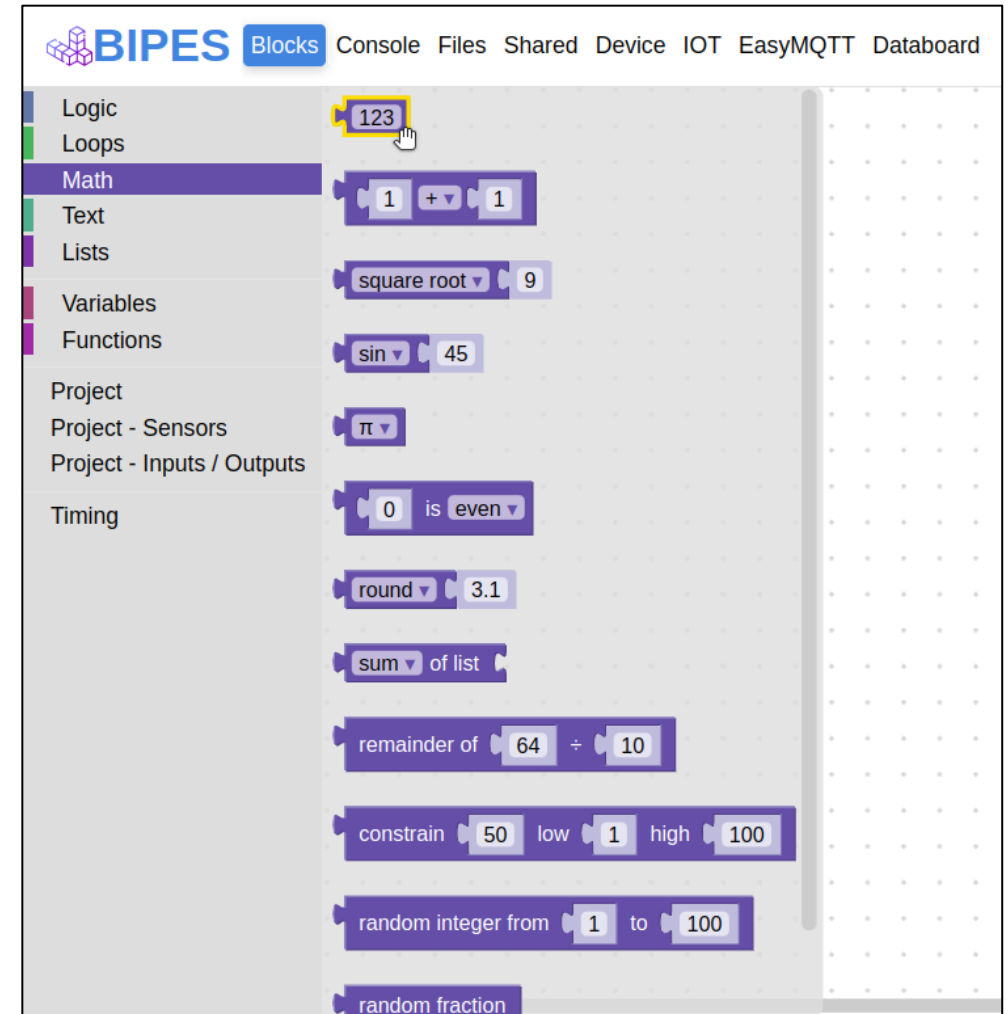 BIPES Blocks Console Files Shared Device IOT EasyMQTT Databoard
Logic
Loops
Math
Text
Lists
Variables
Functions
Project
Project - Sensors
Project - Inputs / Outputs
Timing
123
1 + 1
square root 9
sin 45
π
0 is even
round 3.1
sum of list
remainder of 64 ÷ 10
constrain 50 low 1 high 100
random integer from 1 to 100
random fraction